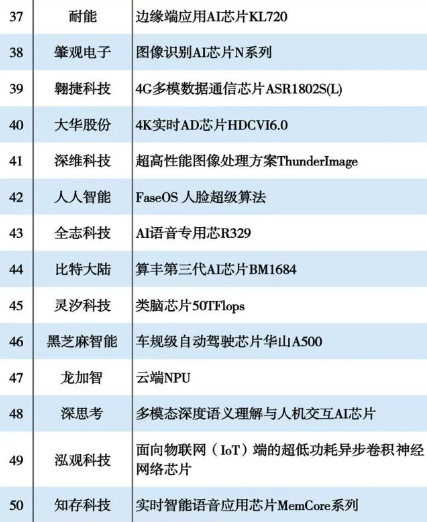 37 耐能 边缘端应用AI芯片KL720
38 肇观电子 图像识别AI芯片N系列
39 翱捷科技 4G多模数据通信芯片ASR1802S(L)
40 大华股份 4K实时AD芯片HDCVI6.0
41 深维科技 超高性能图像处理方案ThunderImage
42 人人智能 FaseOS 人脸超级算法
43 全志科技 AI语音专用芯R329
44 比特大陆 算丰第三代AI芯片BM1684
45 灵汐科技 类脑芯片50TFlops
46 黑芝麻智能 车规级自动驾驶芯片华山A500
47 龙加智 云端NPU
48 深思考 多模态深度语义理解与人机交互AI芯片
49 泓观科技 面向物联网（IoT）端的超低功耗异步卷积神经
网络芯片
50 知存科技 实时智能语音应用芯片MemCore系列